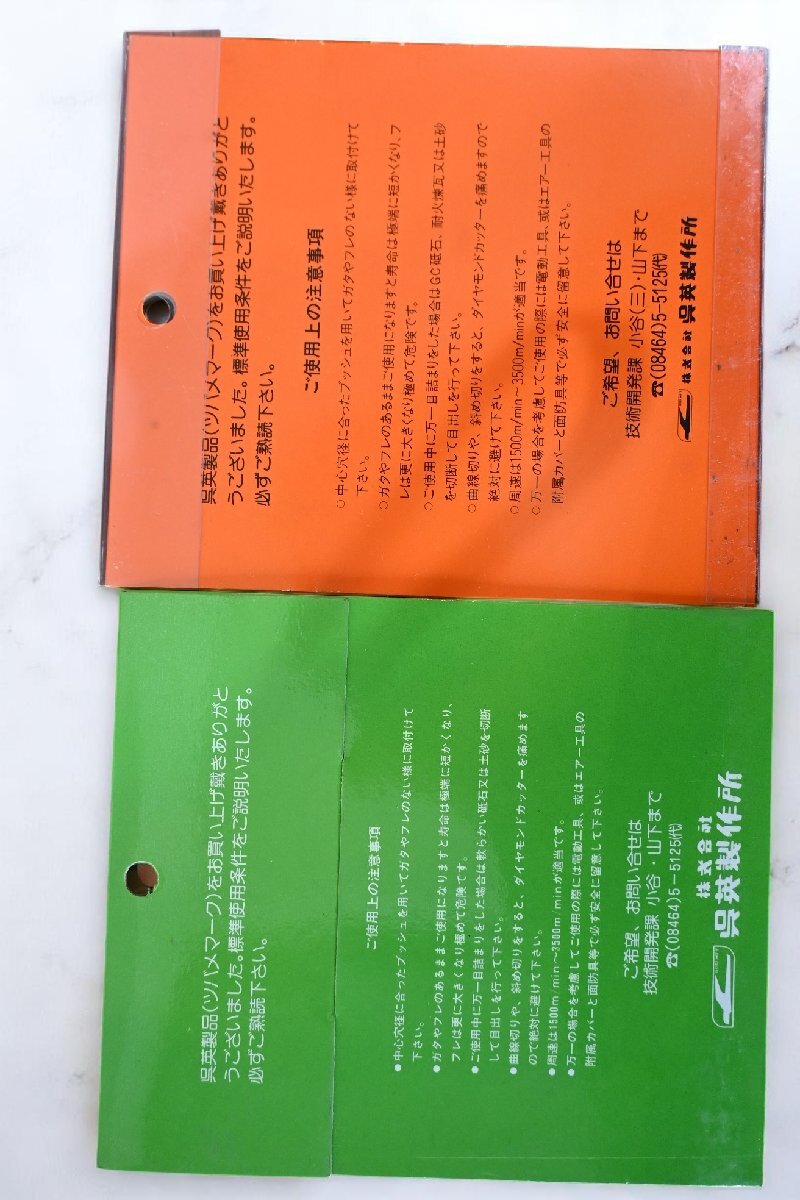 呉英製品(ツバメマーク)をお買い上げ戴きありがと
うございました。標準使用条件をご説明いたします。
必ずご熟読下さい。
ご使用上の注意事項
○中心穴径に合ったブッシュを用いてガタやフレのない様に取付けて
下さい。
○ガタやフレのあるままご使用になりますと寿命は極端に短かくなり、フ
レは更に大きくなり極めて危険です。
○ご使用中に万一目詰まりをした場合はGC砥石、耐火煉瓦又は土砂
を切断して目出しを行って下さい。
○曲線切りや、斜め切りをすると、ダイヤモンドカッターを痛めますので
絶対に避けて下さい。
○周速は1500m/min~3500m/minが適当です。
○万一の場合を考慮してご使用の際には電動工具、或はエアー工具の
附属カバーと面防具等で必ず安全に留意して下さい。
ご希望、お問い合せは
技術開発課 小谷(三)・山下まで
☎(08464)5-5125㈹
株式会社 呉英製作所
呉英製品(ツバメマーク)をお買い上げ戴きありがと
うございました。標準使用条件をご説明いたします。
必ずご熟読下さい。
ご使用上の注意事項
●中心穴径に合ったブッシュを用いてガタやフレのない様に取付けて
下さい。
●ガタやフレのあるままご使用になりますと寿命は極端に短かくなり、
フレは更に大きくなり極めて危険です。
●ご使用中に万一目詰まりをした場合は軟らかい砥石又は土砂を切断
して目出しを行って下さい。
●曲線切りや、斜め切りをすると、ダイヤモンドカッターを痛めます
ので絶対に避けて下さい。
●周速は1500m/min~3500m/minが適当です。
●万一の場合を考慮してご使用の際には電動工具、或はエアー工具の
附属カバーと面防具等で必ず安全に留意して下さい。
ご希望、お問い合せは
技術開発課 小谷・山下まで
☎(08464)5-5125㈹
株式会社
呉英製作所